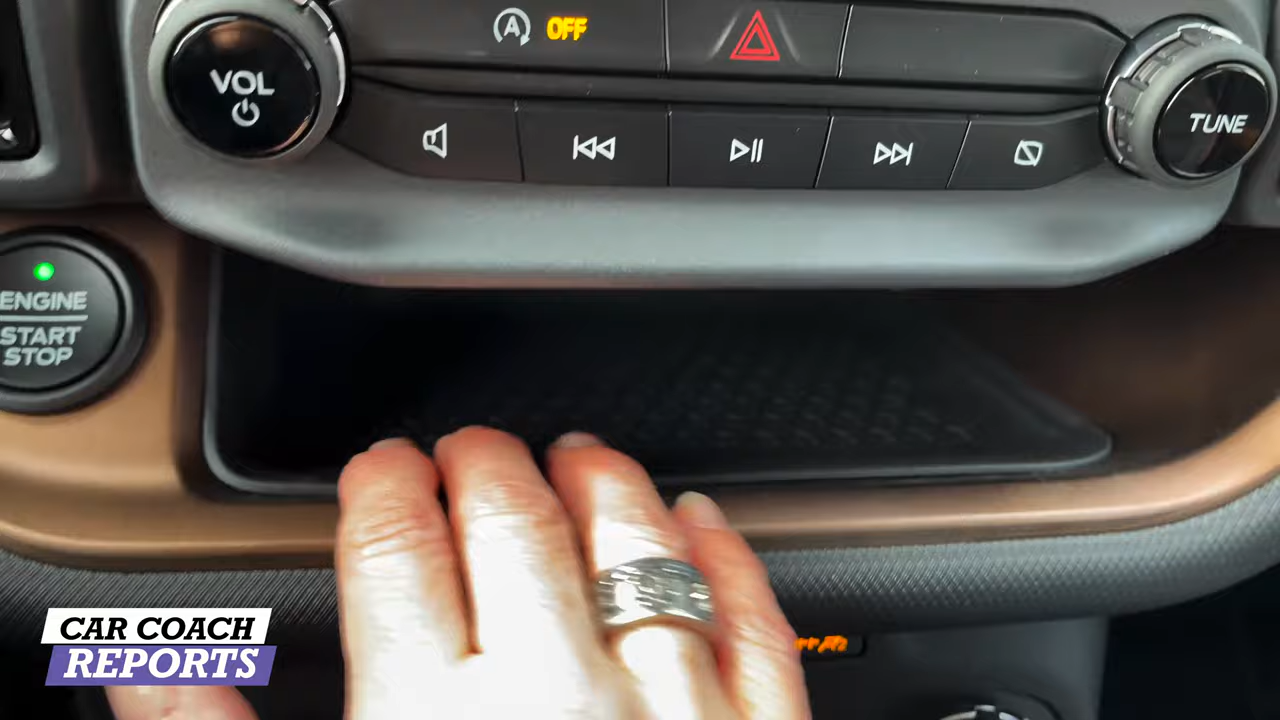 A OFF
VOL
TUNE
ENGINE
START
STOP
CAR COACH
REPORTS